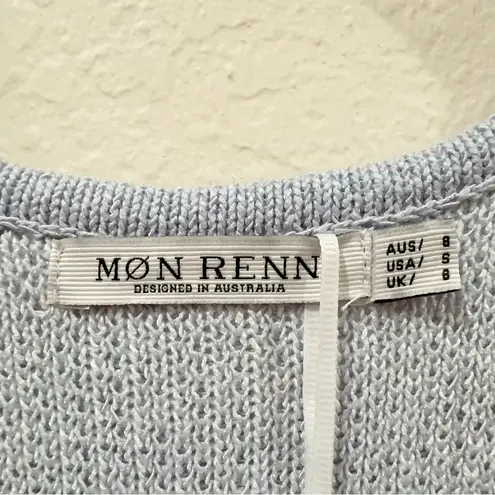 MØN RENN
DESIGNED IN AUSTRALIA
AUS/ 8
USA/ S
UK/ 8